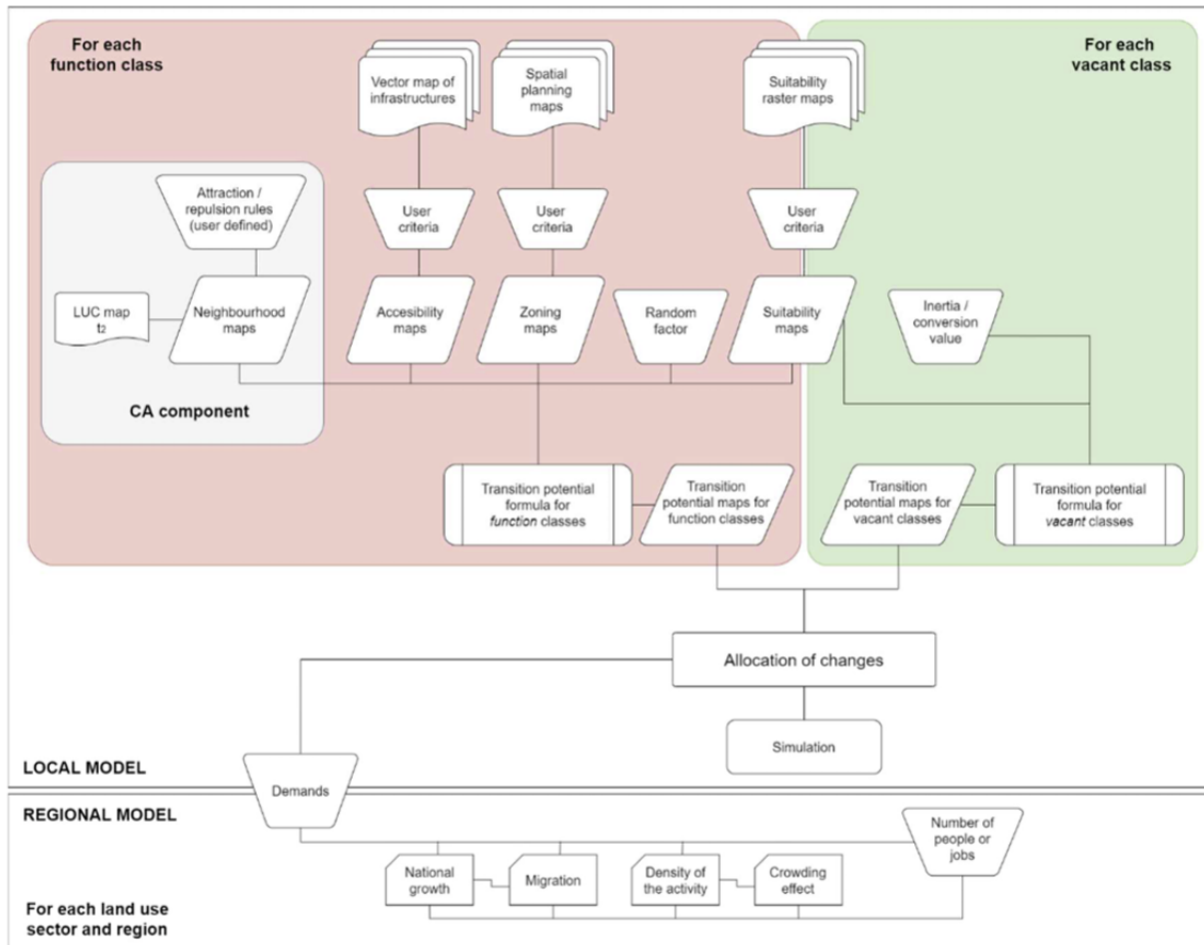 For each
function class
Vector map of
infrastructures
Spatial
planning
maps
Suitability
raster maps
For each
vacant class
Attraction /
repulsion rules
(user defined)
User
criteria
User
criteria
User
criteria
LUC map
t2
Neighbourhood
maps
Accesibility
maps
Zoning
maps
Random
factor
Suitability
maps
Inertia /
conversion
value
CA component
Transition potential
formula for
function classes
Transition
potential maps for
function classes
Transition
potential maps for
vacant classes
Transition potential
formula for
vacant classes
Allocation of changes
Simulation
LOCAL MODEL
Demands
REGIONAL MODEL
Number of
people or
jobs
National
growth
Migration
Density of
the activity
Crowding
effect
For each land use
sector and region